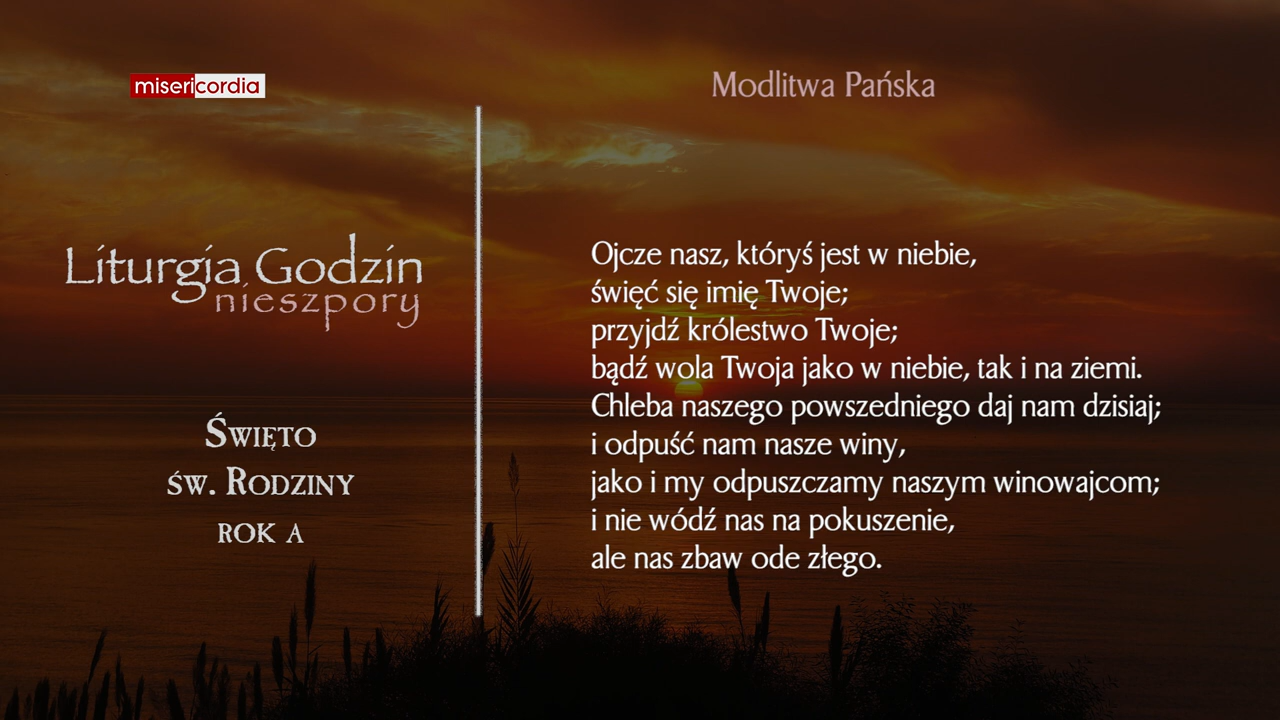 misericordia
Liturgia Godzin
nieszpory
Święto
św. Rodziny
rok a
Modlitwa Pańska
Ojcze nasz, któryś jest w niebie,
święć się imię Twoje;
przyjdź królestwo Twoje;
bądź wola Twoja jako w niebie, tak i na ziemi.
Chleba naszego powszedniego daj nam dzisiaj;
i odpuść nam nasze winy,
jako i my odpuszczamy naszym winowajcom;
i nie wódź nas na pokuszenie,
ale nas zbaw ode złego.